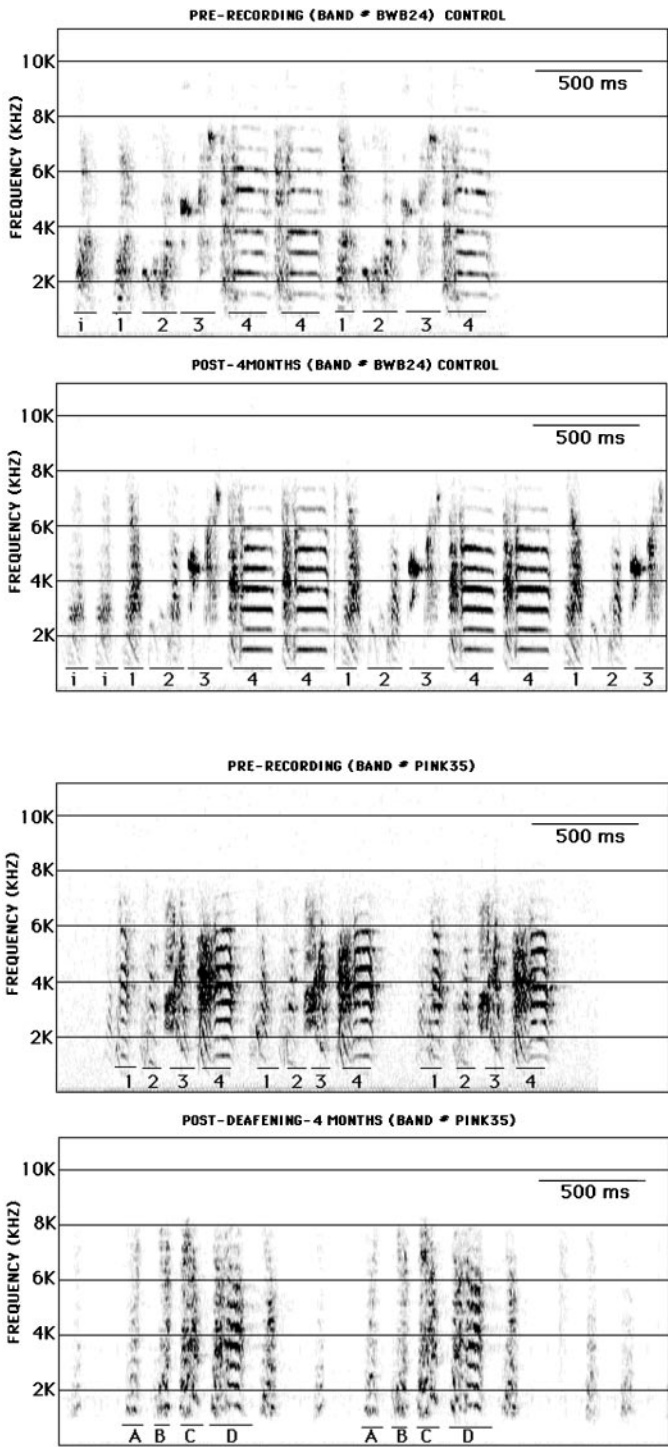 PRE-RECORDING (BAND # BWB24) CONTROL
10K
500 ms
8K
6K
4K
2K
FREQUENCY (KHZ)
i 1 2 3 4 4 1 2 3 4
POST-4MONTHS (BAND # BWB24) CONTROL
10K
500 ms
8K
6K
4K
2K
FREQUENCY (KHZ)
i i 1 2 3 4 4 1 2 3 4 4 1 2 3
PRE-RECORDING (BAND # PINK35)
10K
500 ms
8K
6K
4K
2K
FREQUENCY (KHZ)
1 2 3 4 1 2 3 4 1 2 3 4
POST-DEAFENING-4 MONTHS (BAND # PINK35)
10K
500 ms
8K
6K
4K
2K
FREQUENCY (KHZ)
A B C D A B C D